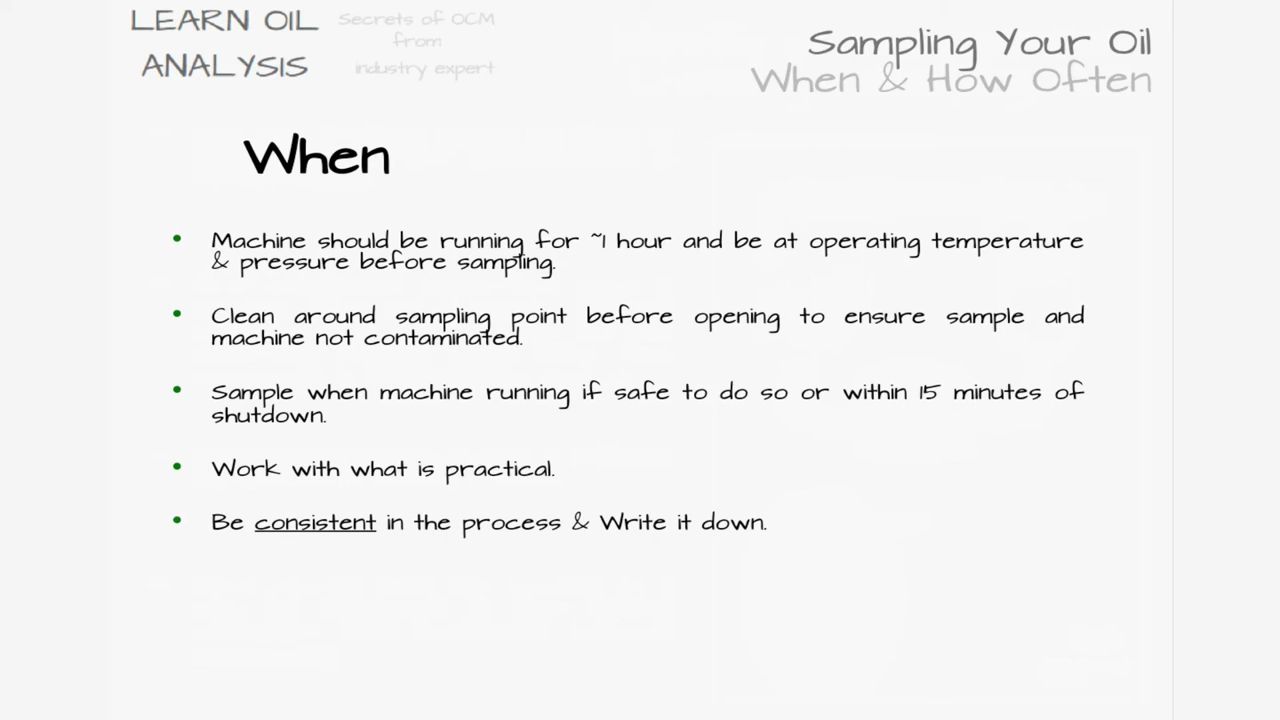 LEARN OIL
ANALYSIS
Secrets of OCM
from
industry expert
Sampling Your Oil
When & How Often
When
• Machine should be running for ~1 hour and be at operating temperature
& pressure before sampling.
• Clean around sampling point before opening to ensure sample and
machine not contaminated.
• Sample when machine running if safe to do so or within 15 minutes of
shutdown.
• Work with what is practical.
• Be consistent in the process & Write it down.